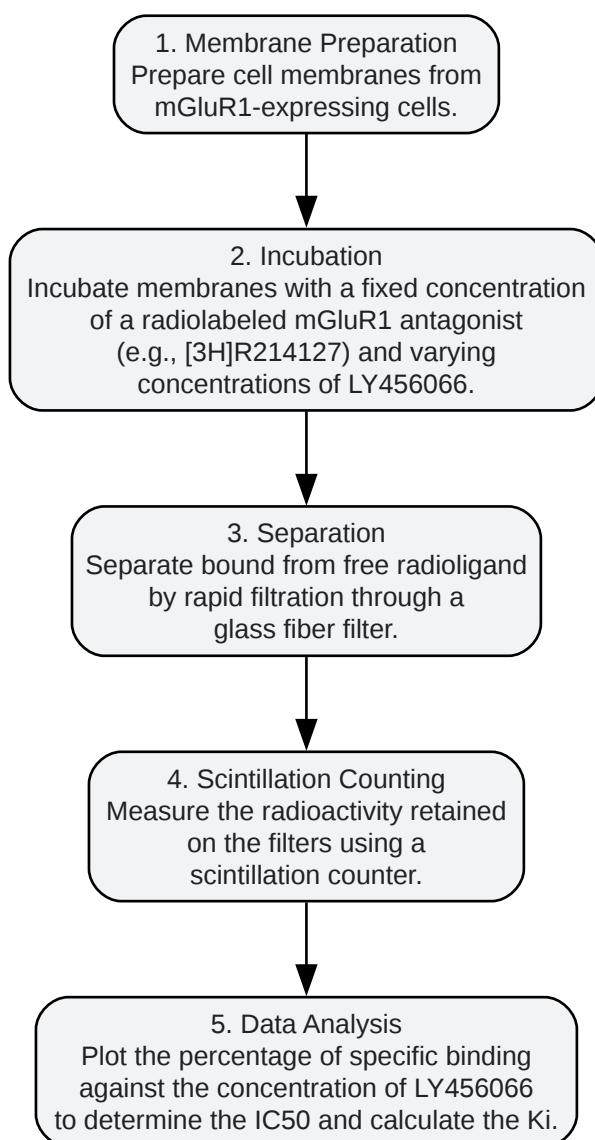 1. Membrane Preparation
Prepare cell membranes from
mGluR1-expressing cells.
2. Incubation
Incubate membranes with a fixed concentration
of a radiolabeled mGluR1 antagonist
(e.g., [3H]R214127) and varying
concentrations of LY456066.
3. Separation
Separate bound from free radioligand
by rapid filtration through a
glass fiber filter.
4. Scintillation Counting
Measure the radioactivity retained
on the filters using a
scintillation counter.
5. Data Analysis
Plot the percentage of specific binding
against the concentration of LY456066
to determine the IC50 and calculate the Ki.